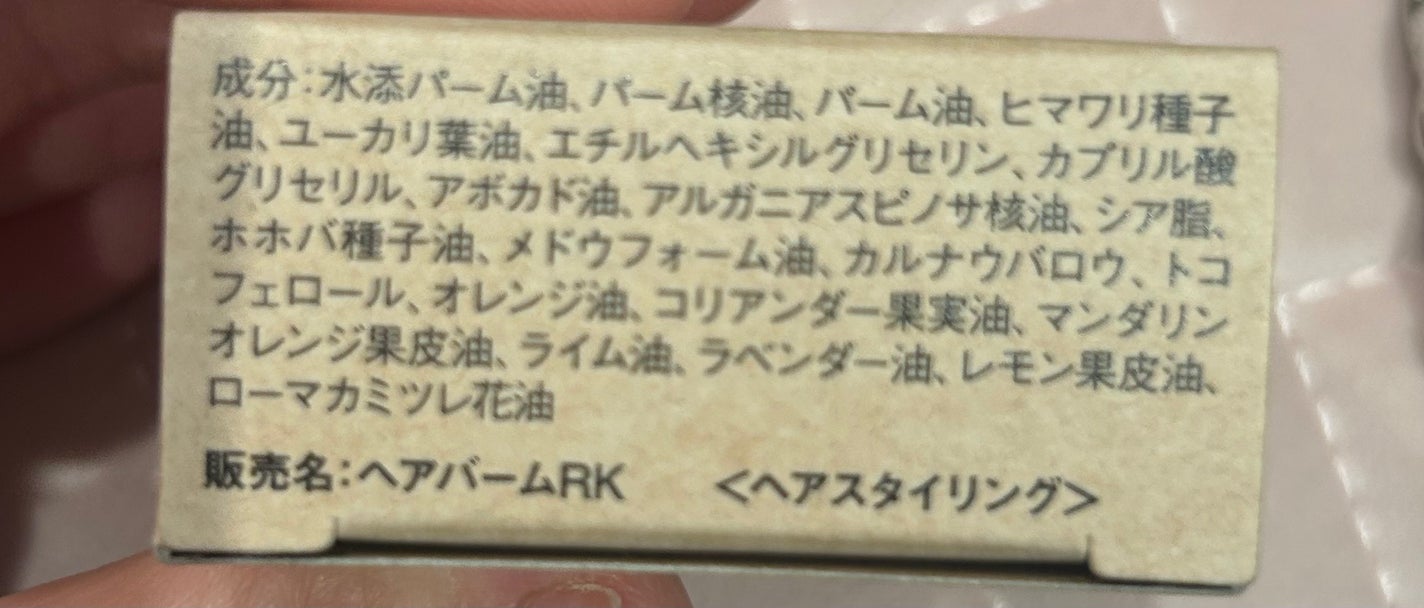 成分：水添パーム油、パーム核油、パーム油、ヒマワリ種子
油、ユーカリ葉油、エチルヘキシルグリセリン、カプリル酸
グリセリル、アボカド油、アルガニアスピノサ核油、シア脂、
ホホバ種子油、メドウフォーム油、カルナウバロウ、トコ
フェロール、オレンジ油、コリアンダー果実油、マンダリン
オレンジ果皮油、ライム油、ラベンダー油、レモン果皮油、
ローマカミツレ花油
販売名：ヘアバームRK　＜ヘアスタイリング＞